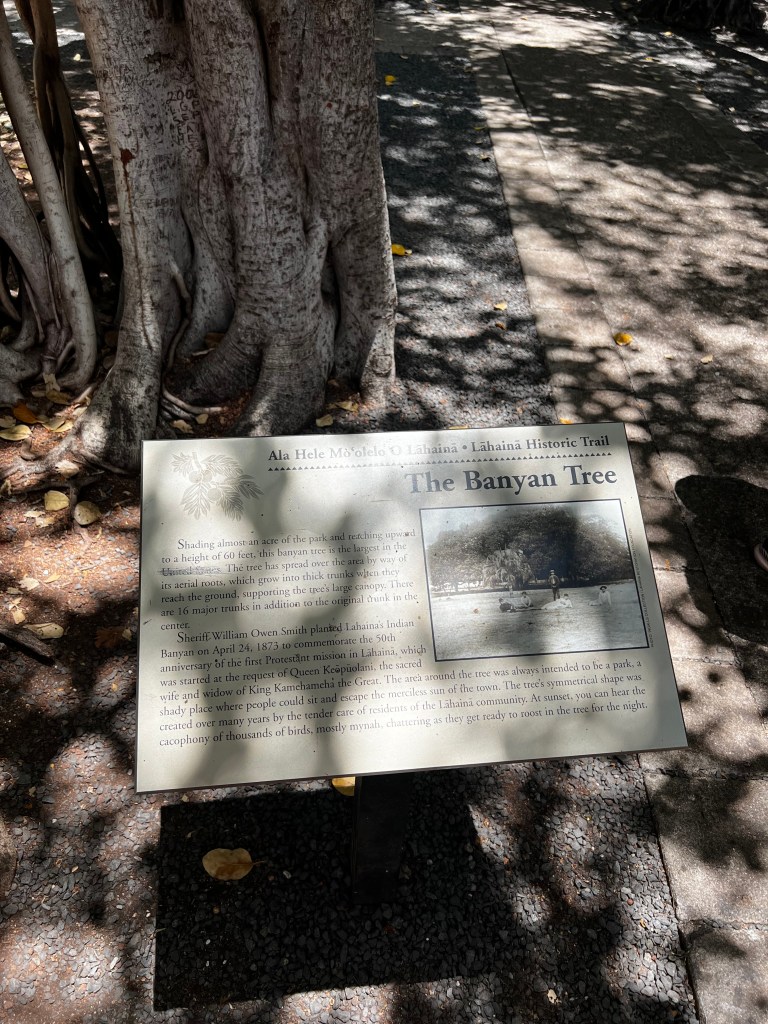 Ala Hele Mo‘olelo ‘O Lāhainā • Lāhainā Historic Trail
The Banyan Tree
Shading almost an acre of the park and reaching upward
to a height of 60 feet, this banyan tree is the largest in the
United States. The tree has spread over the area by way of
its aerial roots, which grow into thick trunks when they
reach the ground, supporting the tree's large canopy. There
are 16 major trunks in addition to the original trunk in the
center.
Sheriff William Owen Smith planted Lahaina's Indian
Banyan on April 24, 1873 to commemorate the 50th
anniversary of the first Protestant mission in Lāhainā, which
was started at the request of Queen Keōpūolani, the sacred
wife and widow of King Kamehameha the Great. The area around the tree was always intended to be a park, a
shady place where people could sit and escape the merciless sun of the town. The tree's symmetrical shape was
created over many years by the tender care of residents of the Lāhainā community. At sunset, you can hear the
cacophony of thousands of birds, mostly mynah, chattering as they get ready to roost in the tree for the night.